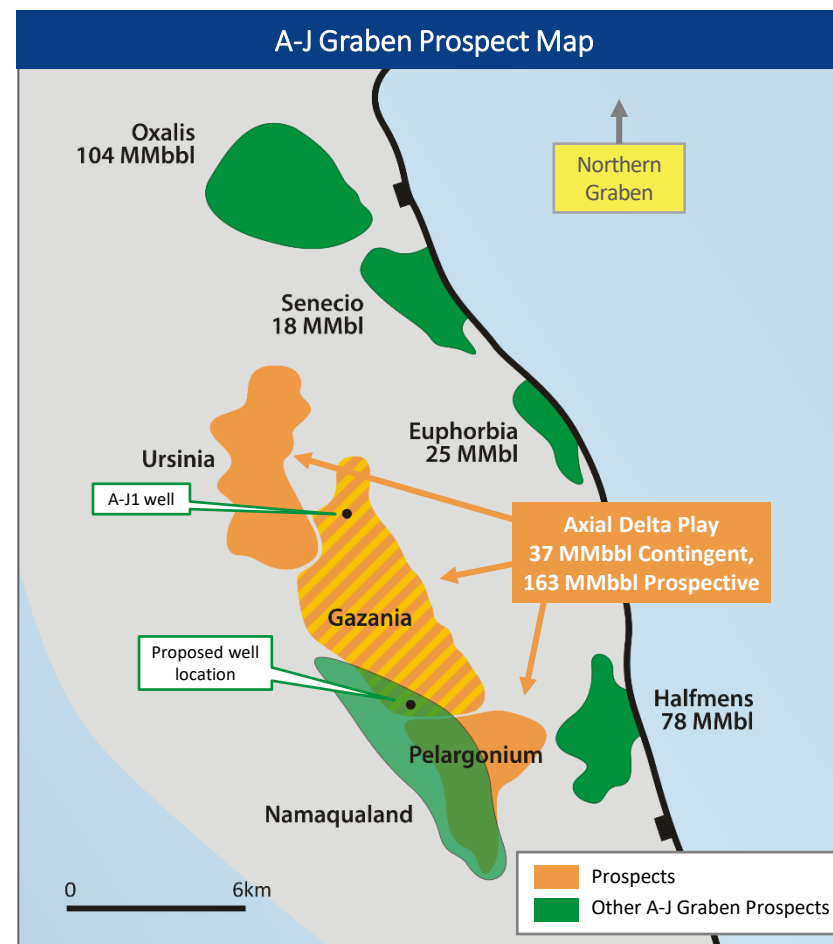 A-J Graben Prospect Map
Oxalis
104 MMbbl
Northern
Graben
Senecio
18 MMbl
Euphorbia
25 MMbl
Ursinia
A-J1 well
Axial Delta Play
37 MMbbl Contingent,
163 MMbbl Prospective
Gazania
Proposed well
location
Halfmens
78 MMbl
Pelargonium
Namaqualand
0 6km
Prospects
Other A-J Graben Prospects